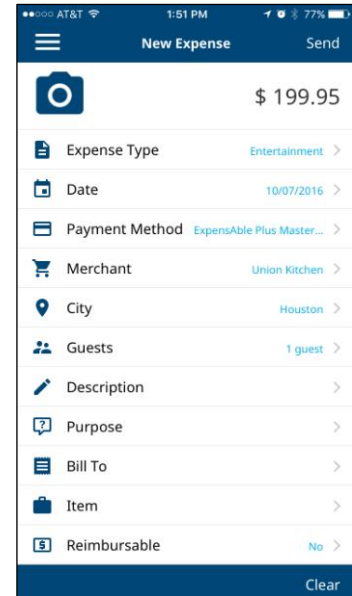 AT&T 1:51 PM 77%
New Expense Send
$ 199.95
Expense Type Entertainment
Date 10/07/2016
Payment Method ExpensAble Plus Master...
Merchant Union Kitchen
City Houston
Guests 1 guest
Description
Purpose
Bill To
Item
Reimbursable No
Clear